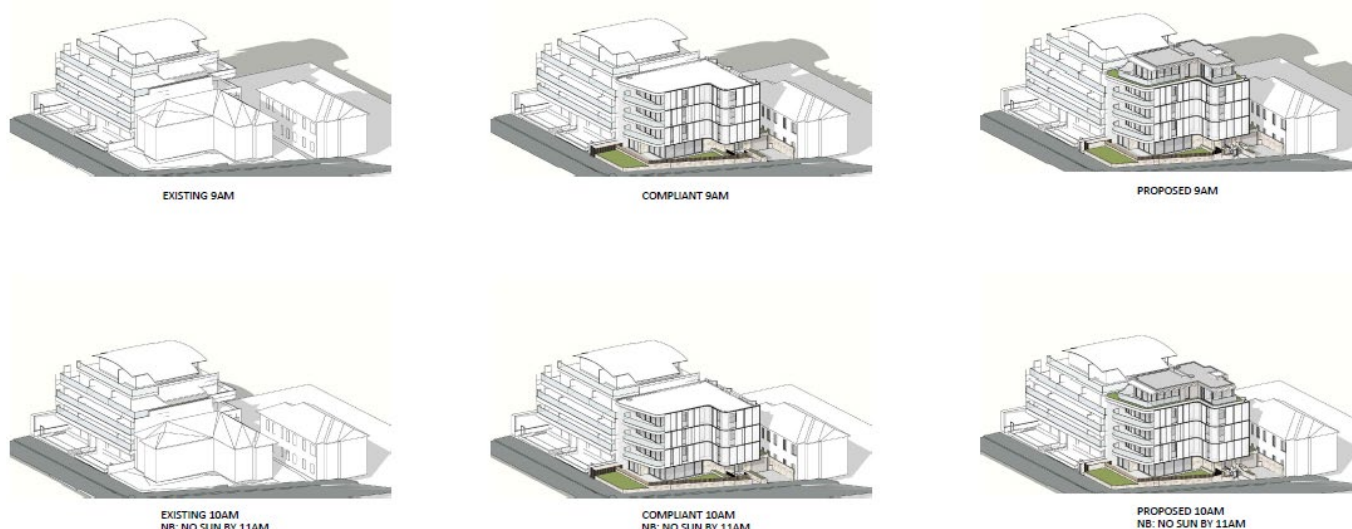 EXISTING 9AM
COMPLIANT 9AM
PROPOSED 9AM
EXISTING 10AM
NB: NO SUN BY 11AM
COMPLIANT 10AM
NB: NO SUN BY 11AM
PROPOSED 10AM
NB: NO SUN BY 11AM